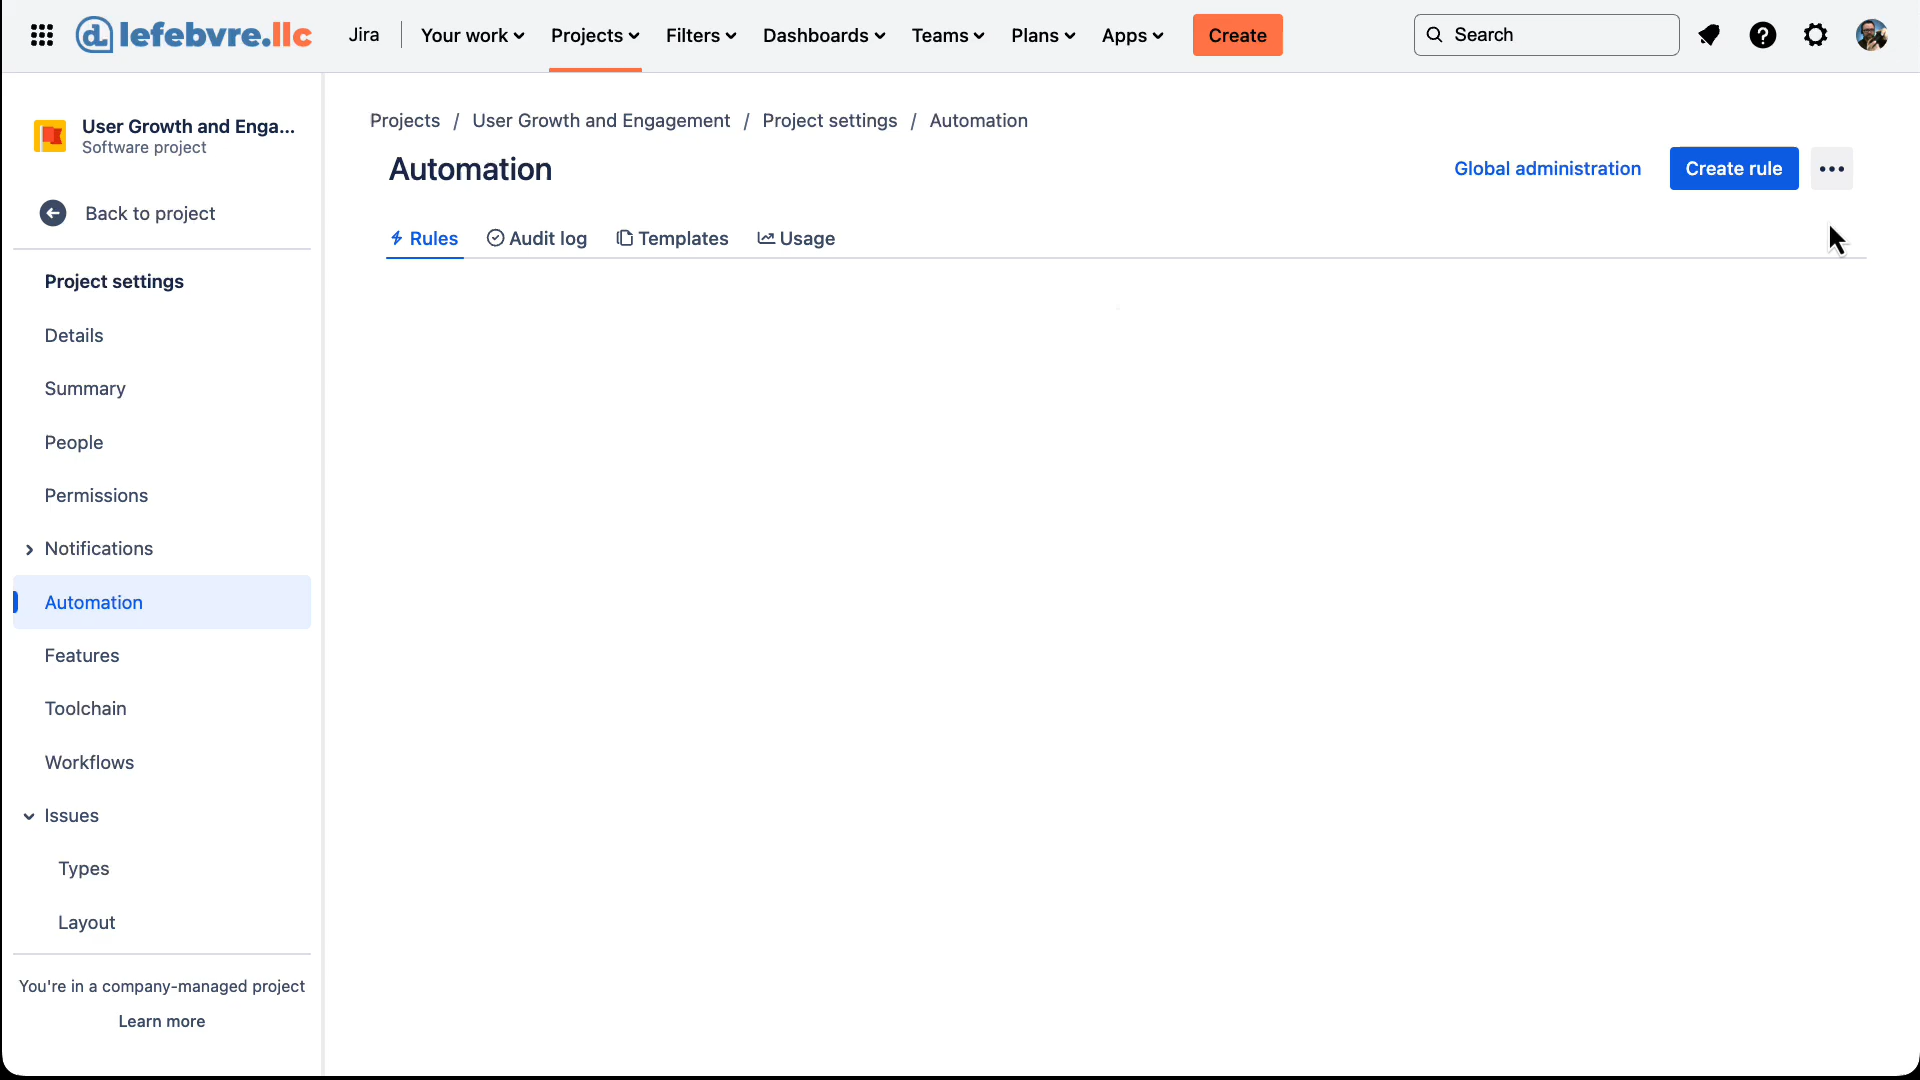 lefebvre.llc Jira Your work Projects Filters Dashboards Teams Plans Apps Create Search
User Growth and Enga...
Software project
Back to project
Project settings
Details
Summary
People
Permissions
Notifications
Automation
Features
Toolchain
Workflows
Issues
Types
Layout
You're in a company-managed project
Learn more
Projects / User Growth and Engagement / Project settings / Automation
Automation
Global administration Create rule
Rules Audit log Templates Usage